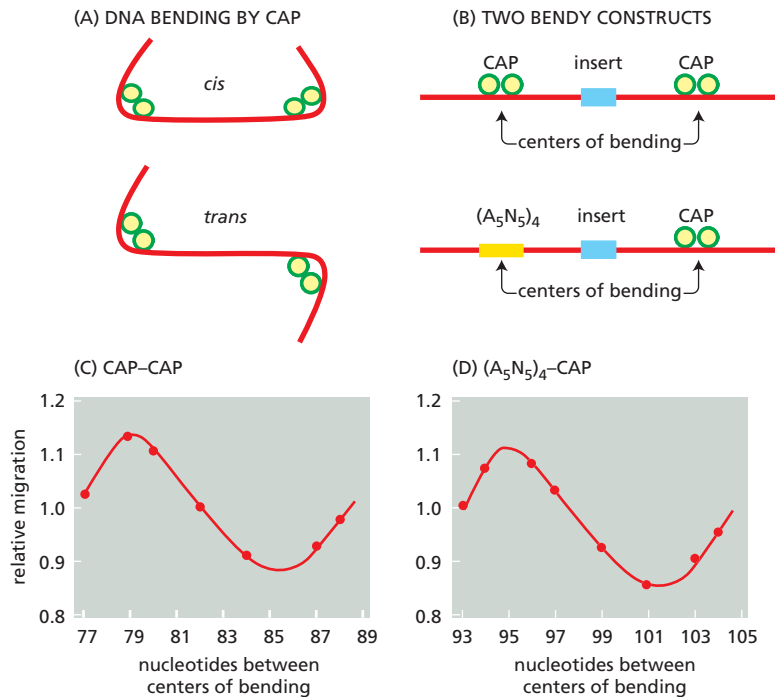 (A) DNA BENDING BY CAP
cis
trans
(B) TWO BENDY CONSTRUCTS
CAP insert CAP
centers of bending
(A₅N₅)₄ insert CAP
centers of bending
(C) CAP–CAP
relative migration
1.2
1.1
1.0
0.9
0.8
77 79 81 83 85 87 89
nucleotides between
centers of bending
(D) (A₅N₅)₄–CAP
1.2
1.1
1.0
0.9
0.8
93 95 97 99 101 103 105
nucleotides between
centers of bending